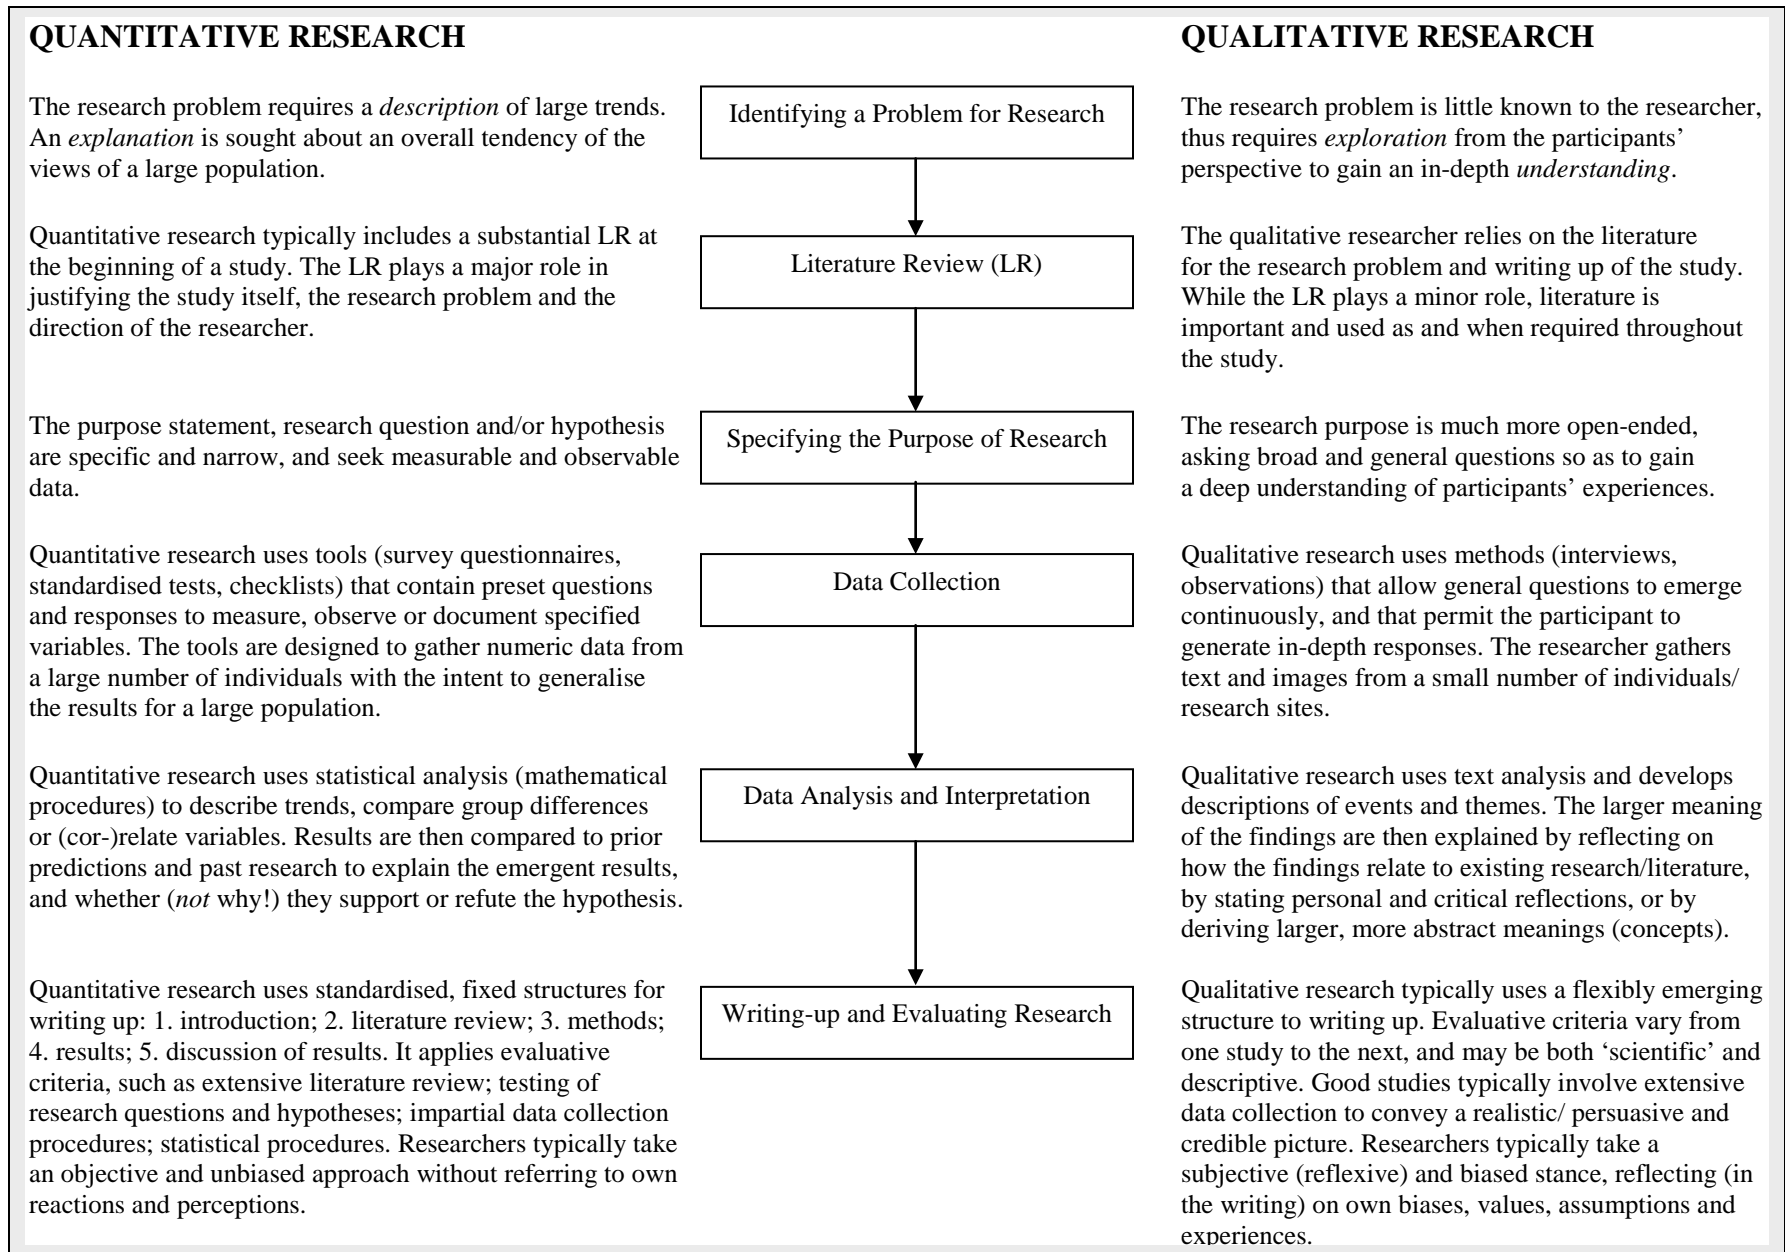 QUANTITATIVE RESEARCH
The research problem requires a description of large trends.
An explanation is sought about an overall tendency of the
views of a large population.
Quantitative research typically includes a substantial LR at
the beginning of a study. The LR plays a major role in
justifying the study itself, the research problem and the
direction of the researcher.
The purpose statement, research question and/or hypothesis
are specific and narrow, and seek measurable and observable
data.
Quantitative research uses tools (survey questionnaires,
standardised tests, checklists) that contain preset questions
and responses to measure, observe or document specified
variables. The tools are designed to gather numeric data from
a large number of individuals with the intent to generalise
the results for a large population.
Quantitative research uses statistical analysis (mathematical
procedures) to describe trends, compare group differences
or (cor-)relate variables. Results are then compared to prior
predictions and past research to explain the emergent results,
and whether (not why!) they support or refute the hypothesis.
Quantitative research uses standardised, fixed structures for
writing up: 1. introduction; 2. literature review; 3. methods;
4. results; 5. discussion of results. It applies evaluative
criteria, such as extensive literature review; testing of
research questions and hypotheses; impartial data collection
procedures; statistical procedures. Researchers typically take
an objective and unbiased approach without referring to own
reactions and perceptions.
Identifying a Problem for Research
Literature Review (LR)
Specifying the Purpose of Research
Data Collection
Data Analysis and Interpretation
Writing-up and Evaluating Research
QUALITATIVE RESEARCH
The research problem is little known to the researcher,
thus requires exploration from the participants’
perspective to gain an in-depth understanding.
The qualitative researcher relies on the literature
for the research problem and writing up of the study.
While the LR plays a minor role, literature is
important and used as and when required throughout
the study.
The research purpose is much more open-ended,
asking broad and general questions so as to gain
a deep understanding of participants’ experiences.
Qualitative research uses methods (interviews,
observations) that allow general questions to emerge
continuously, and that permit the participant to
generate in-depth responses. The researcher gathers
text and images from a small number of individuals/
research sites.
Qualitative research uses text analysis and develops
descriptions of events and themes. The larger meaning
of the findings are then explained by reflecting on
how the findings relate to existing research/literature,
by stating personal and critical reflections, or by
deriving larger, more abstract meanings (concepts).
Qualitative research typically uses a flexibly emerging
structure to writing up. Evaluative criteria vary from
one study to the next, and may be both ‘scientific’ and
descriptive. Good studies typically involve extensive
data collection to convey a realistic/ persuasive and
credible picture. Researchers typically take a
subjective (reflexive) and biased stance, reflecting (in
the writing) on own biases, values, assumptions and
experiences.